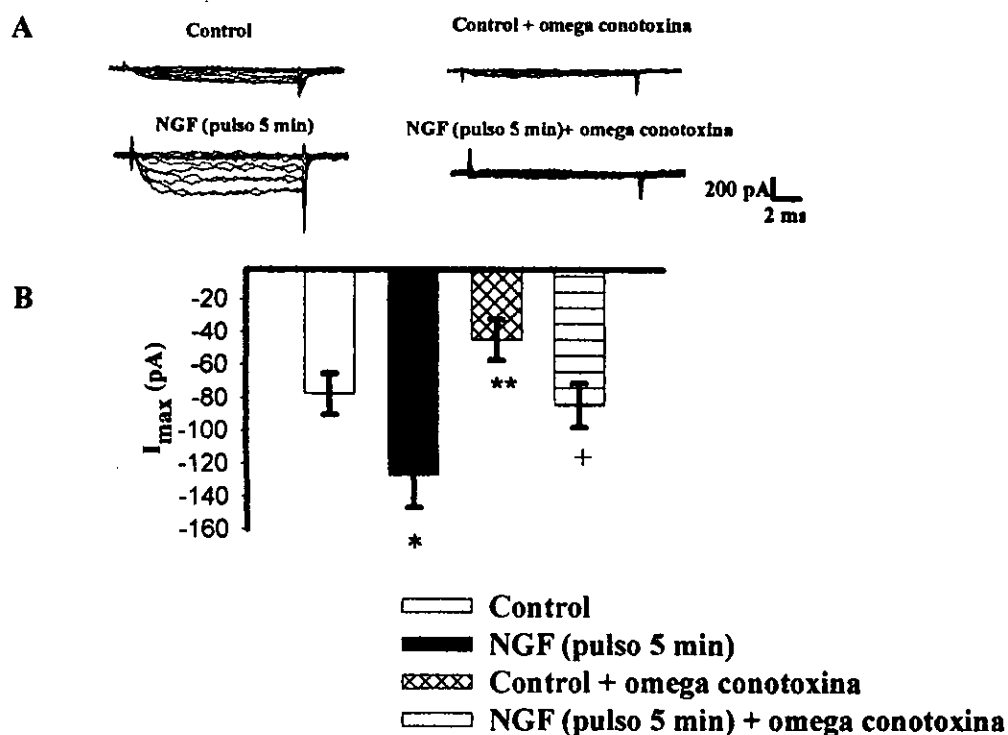 A
Control
Control + omega conotoxina
NGF (pulso 5 min)
NGF (pulso 5 min)+ omega conotoxina
200 pA
2 ms
B
I max (pA)
-20
-40
-60
-80
-100
-120
-140
-160
*
**
+
Control
NGF (pulso 5 min)
Control + omega conotoxina
NGF (pulso 5 min) + omega conotoxina